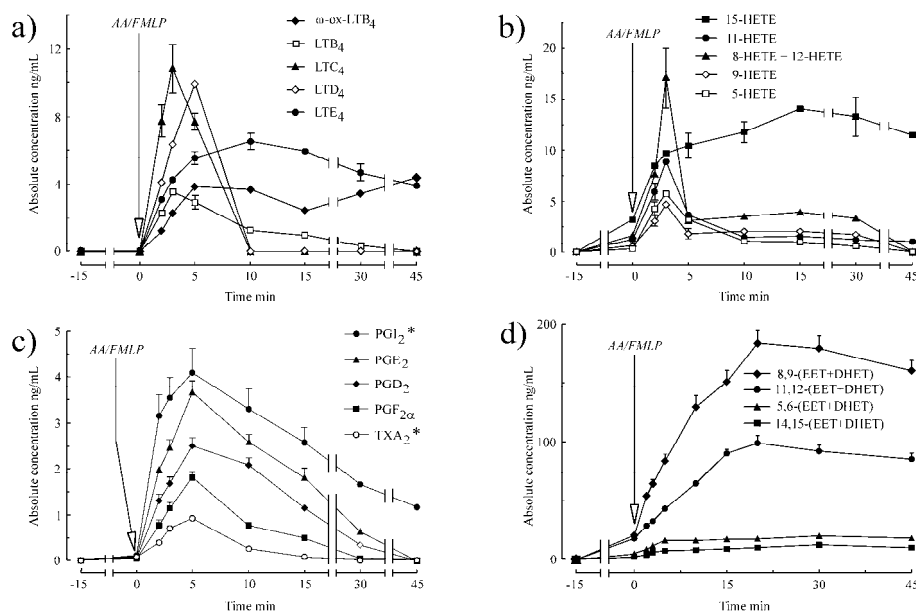 a)
AA/FMLP
ω-ox-LTB4
LTB4
LTC4
LTD4
LTE4
Absolute concentration ng/mL
12
8
4
0
-15 0 5 10 15 30 45
Time min
b)
AA/FMLP
15-HETE
11-HETE
8-HETE – 12-HETE
9-HETE
5-HETE
Absolute concentration ng/mL
20
15
10
5
0
-15 0 5 10 15 30 45
Time min
c)
AA/FMLP
PGI2*
PGE2
PGD2
PGF2α
TXA2*
Absolute concentration ng/mL
5
4
3
2
1
0
-15 0 5 10 15 30 45
Time min
d)
AA/FMLP
8,9-(EET+DHET)
11,12-(EET–DHET)
5,6-(EET+DHET)
14,15-(EET+DHET)
Absolute concentration ng/mL
200
100
0
-15 0 15 30 45
Time min